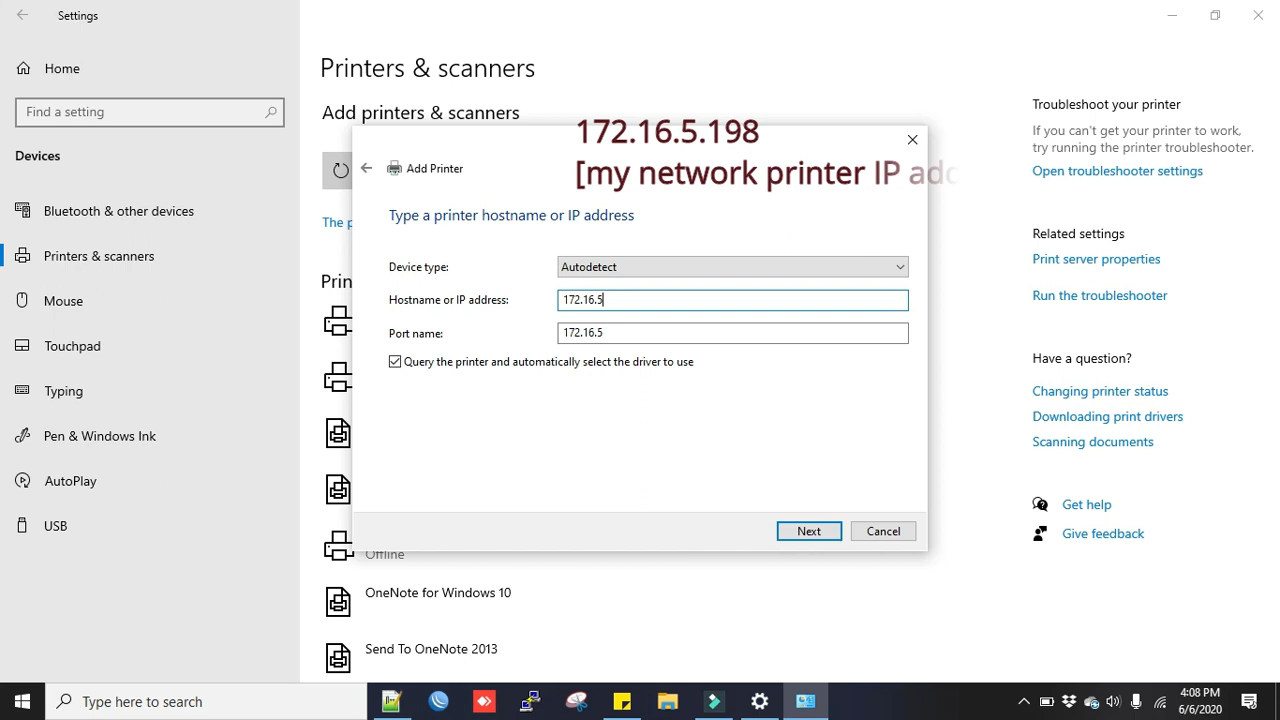 Settings
Home
Find a setting
Devices
Bluetooth & other devices
Printers & scanners
Mouse
Touchpad
Typing
Pen & Windows Ink
AutoPlay
USB
Printers & scanners
Add printers & scanners
The p
Prin
Offline
OneNote for Windows 10
Send To OneNote 2013
172.16.5.198
[my network printer IP add
Add Printer
Type a printer hostname or IP address
Device type:
Autodetect
Hostname or IP address:
172.16.5
Port name:
172.16.5
Query the printer and automatically select the driver to use
Next
Cancel
Troubleshoot your printer
If you can't get your printer to work,
try running the printer troubleshooter.
Open troubleshooter settings
Related settings
Print server properties
Run the troubleshooter
Have a question?
Changing printer status
Downloading print drivers
Scanning documents
Get help
Give feedback
Type here to search
4:08 PM
6/6/2020